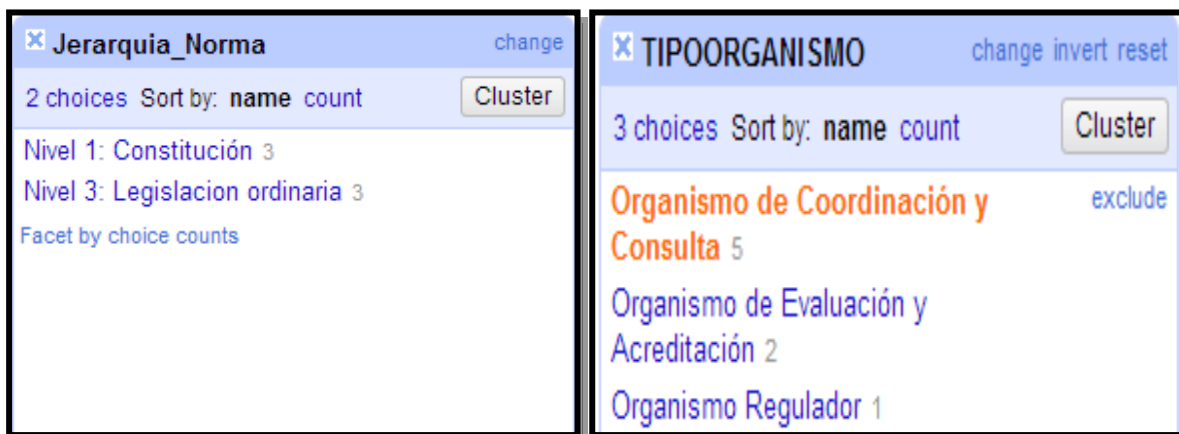 Jerarquia_Norma change
2 choices Sort by: name count Cluster
Nivel 1: Constitución 3
Nivel 3: Legislacion ordinaria 3
Facet by choice counts
TIPOORGANISMO change invert reset
3 choices Sort by: name count Cluster
Organismo de Coordinación y exclude
Consulta 5
Organismo de Evaluación y
Acreditación 2
Organismo Regulador 1